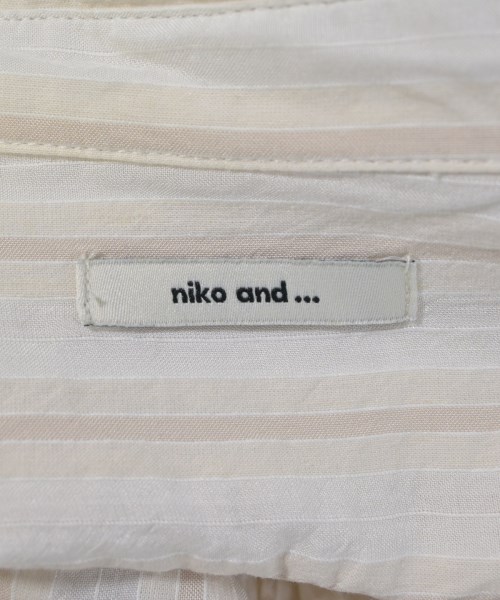 niko and ...